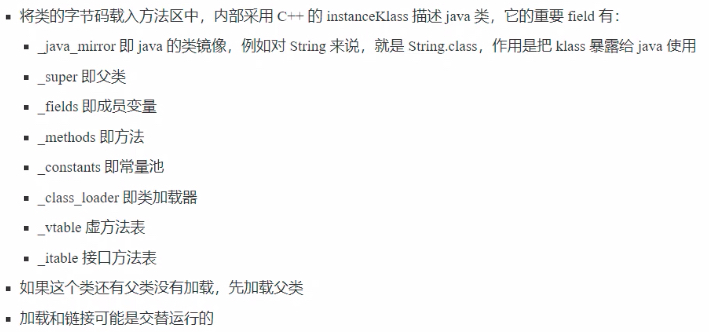 将类的字节码载入方法区中，内部采用 C++ 的 instanceKlass 描述 java 类，它的重要 field 有：
_java_mirror 即 java 的类镜像，例如对 String 来说，就是 String.class，作用是把 klass 暴露给 java 使用
_super 即父类
_fields 即成员变量
_methods 即方法
_constants 即常量池
_class_loader 即类加载器
_vtable 虚方法表
_itable 接口方法表
如果这个类还有父类没有加载，先加载父类
加载和链接可能是交替运行的